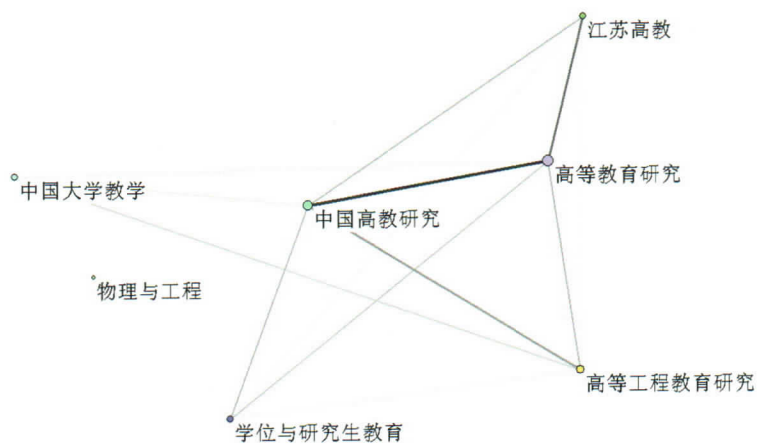 江苏高教
高等教育研究
中国大学教学
中国高教研究
物理与工程
高等工程教育研究
学位与研究生教育